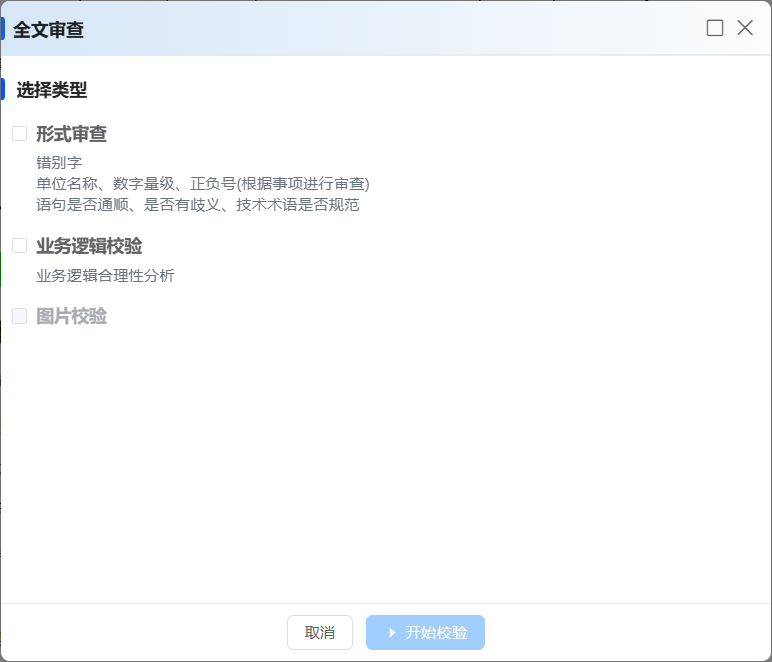 全文审查
选择类型
形式审查
错别字
单位名称、数字量级、正负号(根据事项进行审查)
语句是否通顺、是否有歧义、技术术语是否规范
业务逻辑校验
业务逻辑合理性分析
图片校验
取消
开始校验